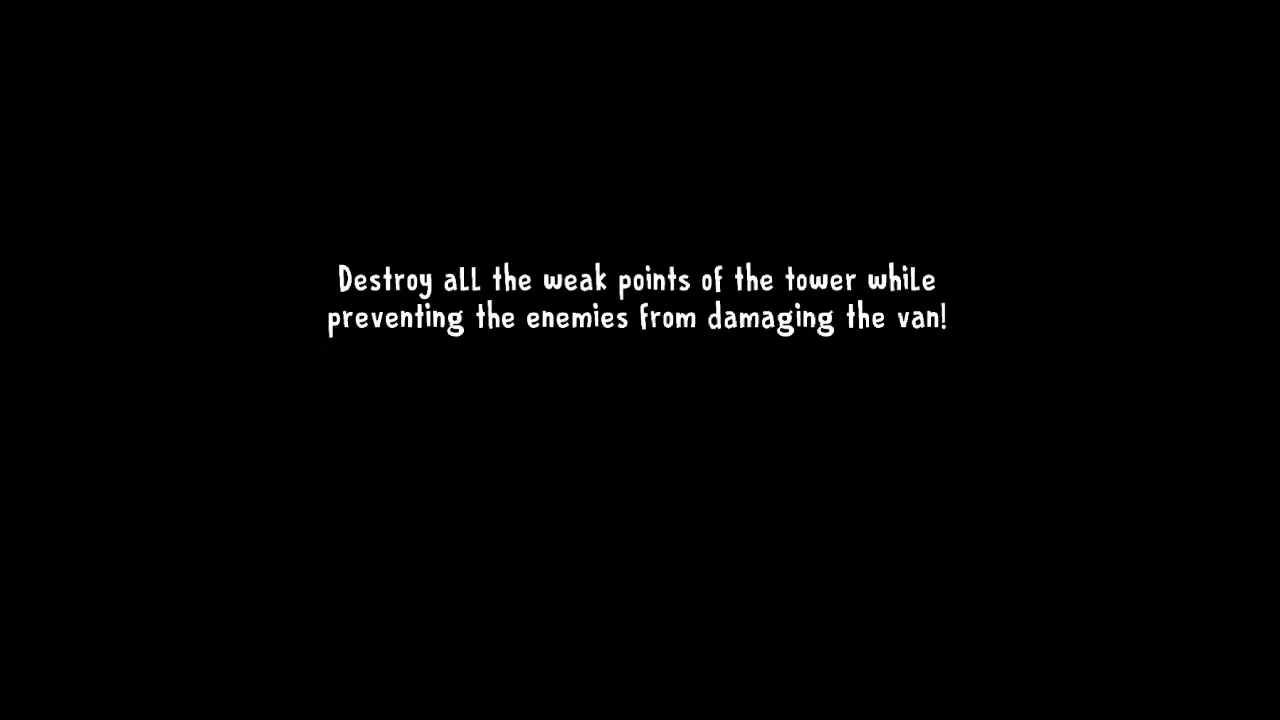 Destroy all the weak points of the tower while
preventing the enemies from damaging the van!